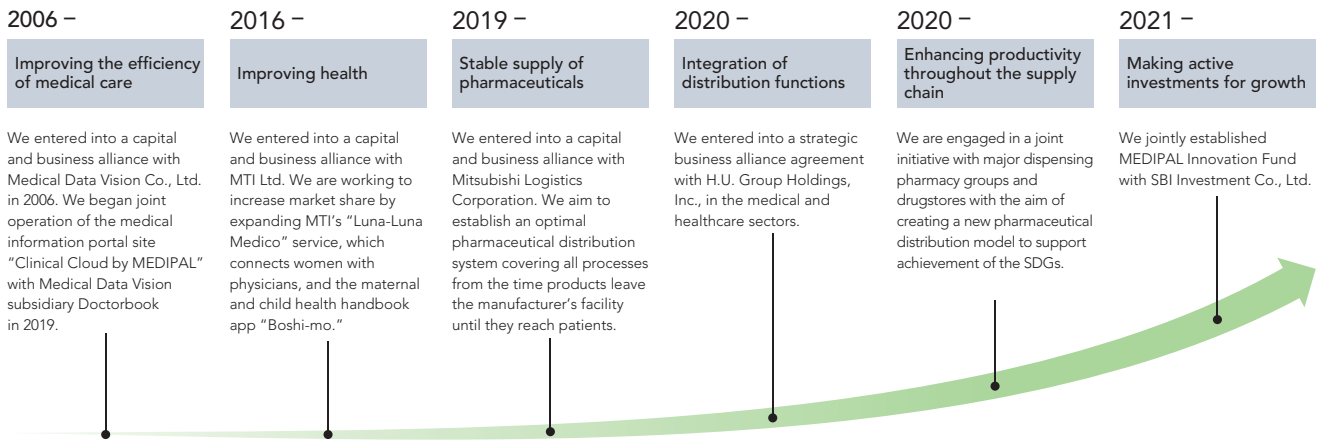 2006 –
Improving the efficiency
of medical care
We entered into a capital
and business alliance with
Medical Data Vision Co., Ltd.
in 2006. We began joint
operation of the medical
information portal site
“Clinical Cloud by MEDIPAL”
with Medical Data Vision
subsidiary Doctorbook
in 2019.
2016 –
Improving health
We entered into a capital
and business alliance with
MTI Ltd. We are working to
increase market share by
expanding MTI’s “Luna-Luna
Medico” service, which
connects women with
physicians, and the maternal
and child health handbook
app “Boshi-mo.”
2019 –
Stable supply of
pharmaceuticals
We entered into a capital
and business alliance with
Mitsubishi Logistics
Corporation. We aim to
establish an optimal
pharmaceutical distribution
system covering all processes
from the time products leave
the manufacturer’s facility
until they reach patients.
2020 –
Integration of
distribution functions
We entered into a strategic
business alliance agreement
with H.U. Group Holdings,
Inc., in the medical and
healthcare sectors.
2020 –
Enhancing productivity
throughout the supply
chain
We are engaged in a joint
initiative with major dispensing
pharmacy groups and
drugstores with the aim of
creating a new pharmaceutical
distribution model to support
achievement of the SDGs.
2021 –
Making active
investments for growth
We jointly established
MEDIPAL Innovation Fund
with SBI Investment Co., Ltd.